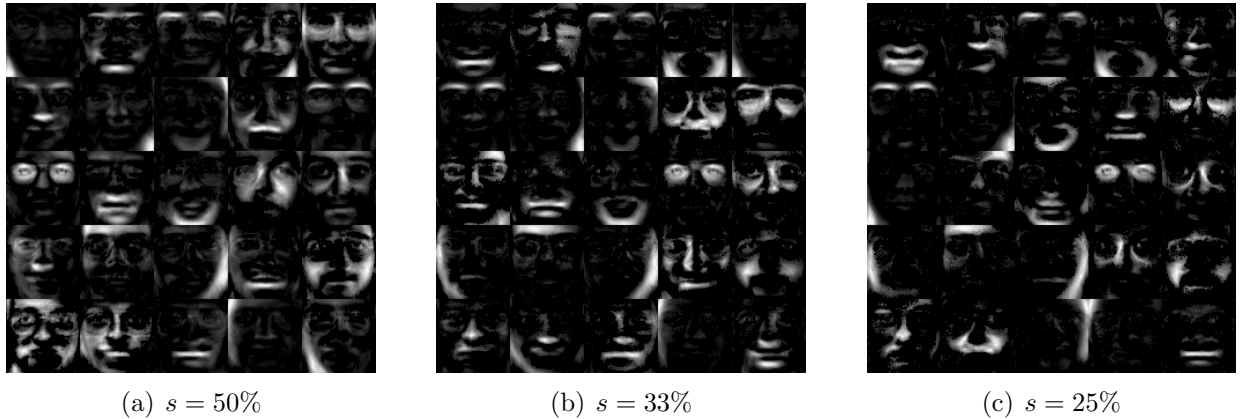 (a) s = 50%
(b) s = 33%
(c) s = 25%